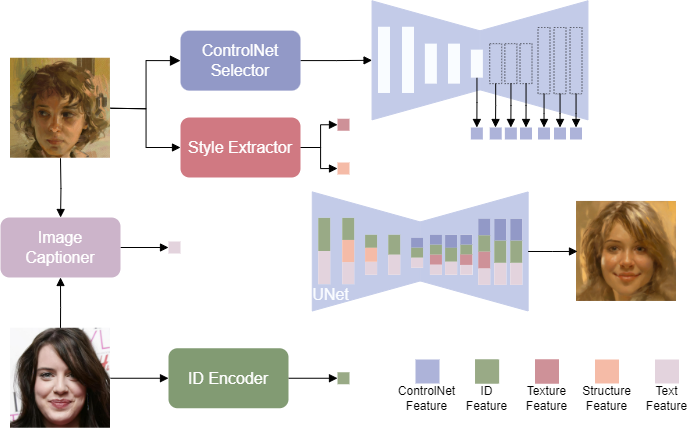 ControlNet
Selector
Style Extractor
Image
Captioner
UNet
ID Encoder
ControlNet
Feature
ID
Feature
Texture
Feature
Structure
Feature
Text
Feature